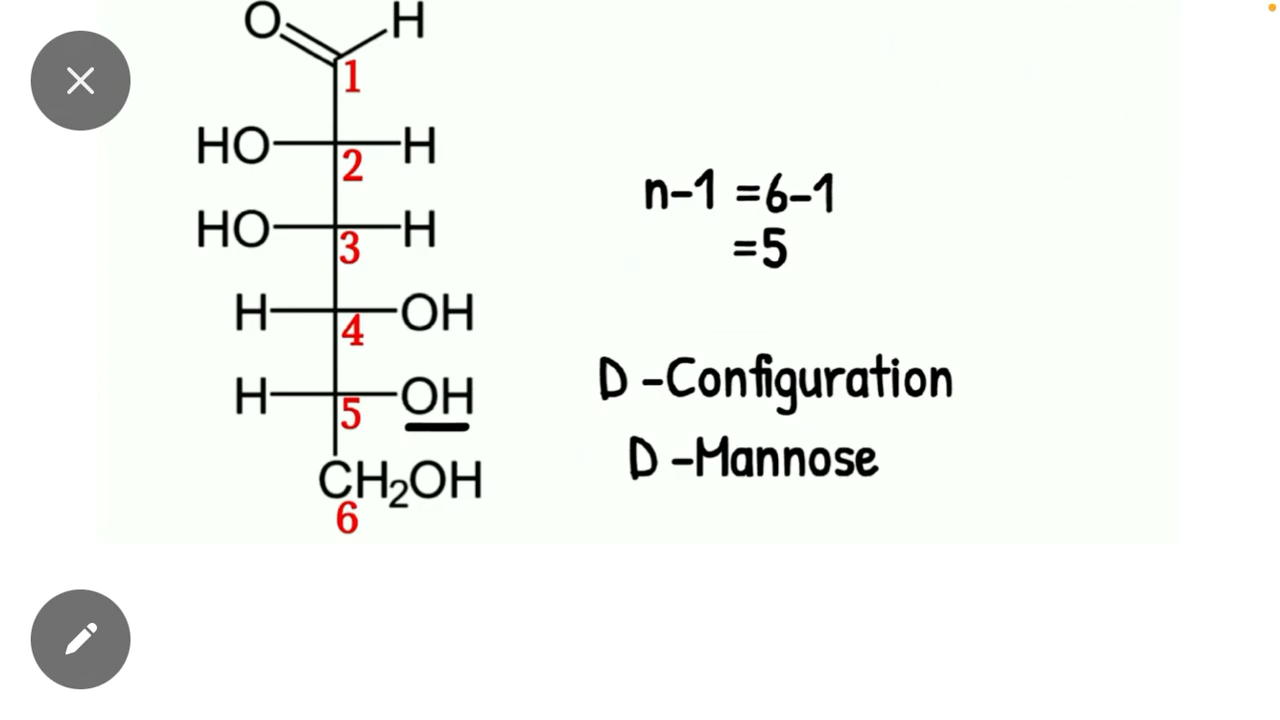 O H
1
HO H
2
HO H
3
H OH
4
H OH
5
CH₂OH
6
n-1 =6-1
=5
D -Configuration
D -Mannose